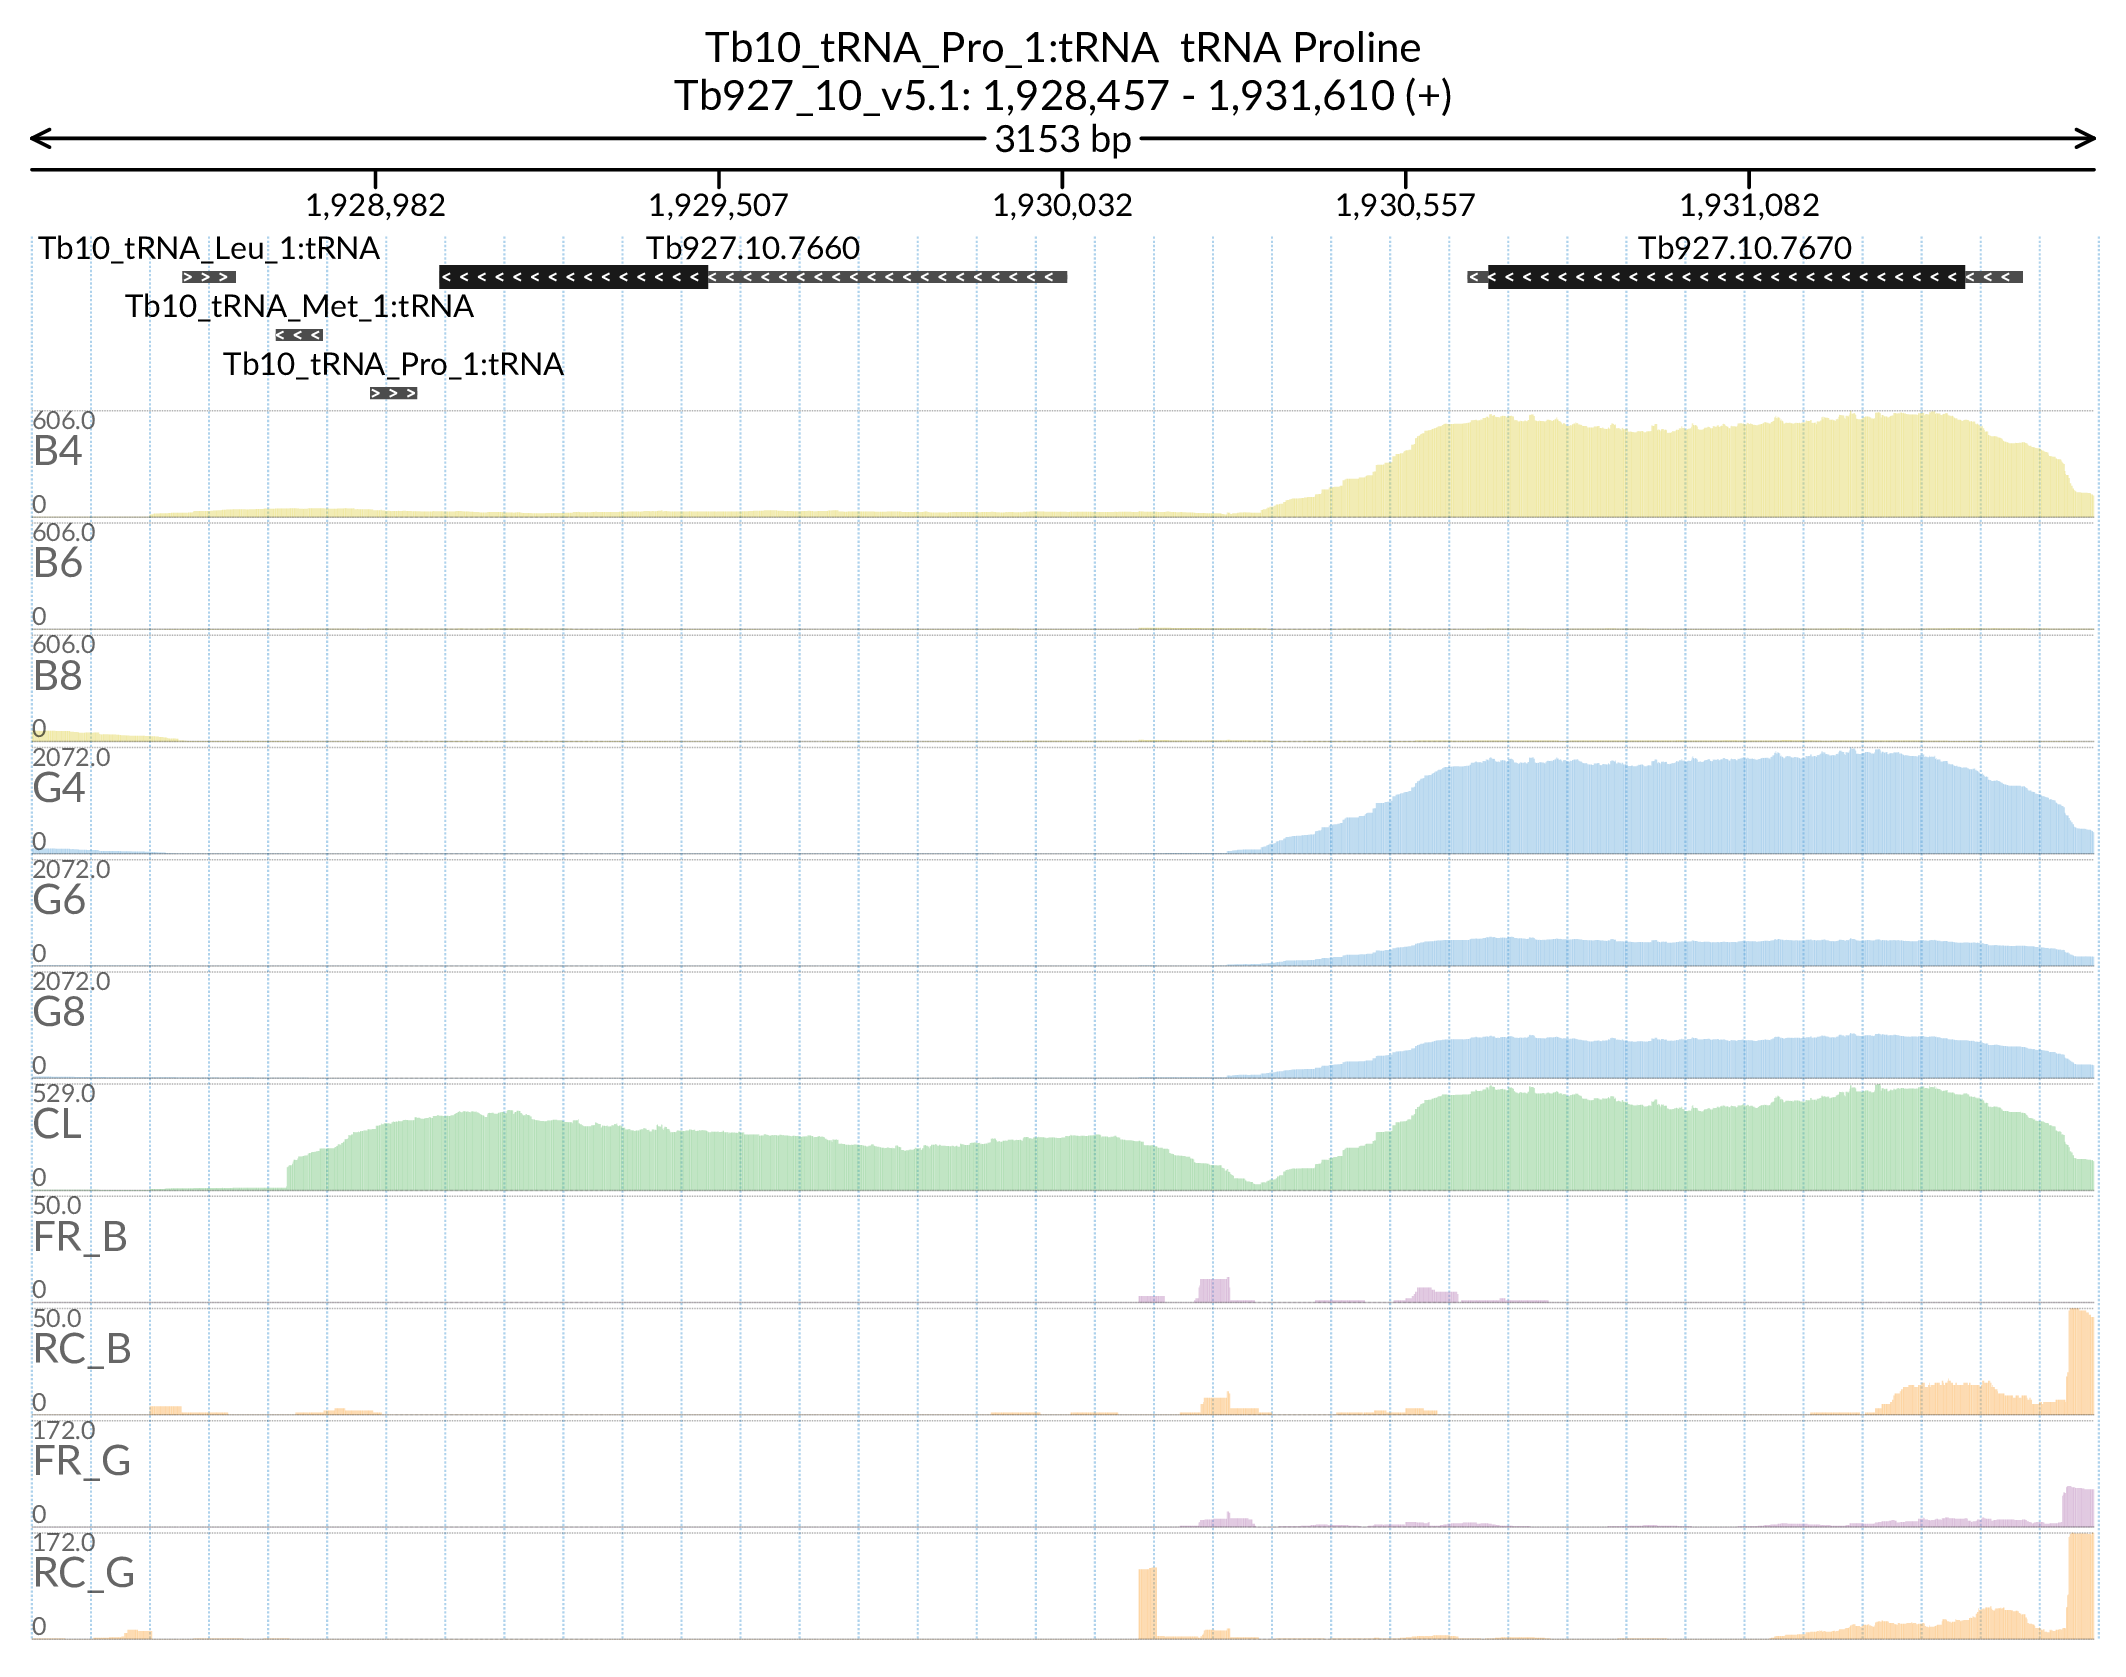 Tb10_tRNA_Pro_1:tRNA tRNA Proline
Tb927_10_v5.1: 1,928,457 - 1,931,610 (+)
3153 bp
1,928,982 1,929,507 1,930,032 1,930,557 1,931,082
Tb10_tRNA_Leu_1:tRNA Tb927.10.7660 Tb927.10.7670
Tb10_tRNA_Met_1:tRNA
Tb10_tRNA_Pro_1:tRNA
606.0
B4
0
606.0
B6
0
606.0
B8
0
2072.0
G4
0
2072.0
G6
0
2072.0
G8
0
529.0
CL
0
50.0
FR_B
0
50.0
RC_B
0
172.0
FR_G
0
172.0
RC_G
0